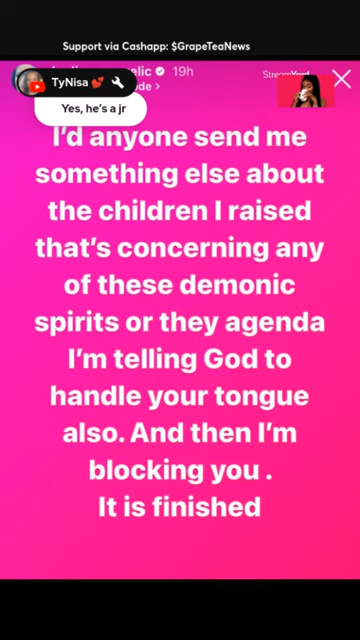 Support via Cashapp: $GrapeTeaNews
19h
TyNisa
Yes, he's a jr
I'd anyone send me
something else about
the children I raised
that's concerning any
of these demonic
spirits or they agenda
I'm telling God to
handle your tongue
also. And then I'm
blocking you .
It is finished